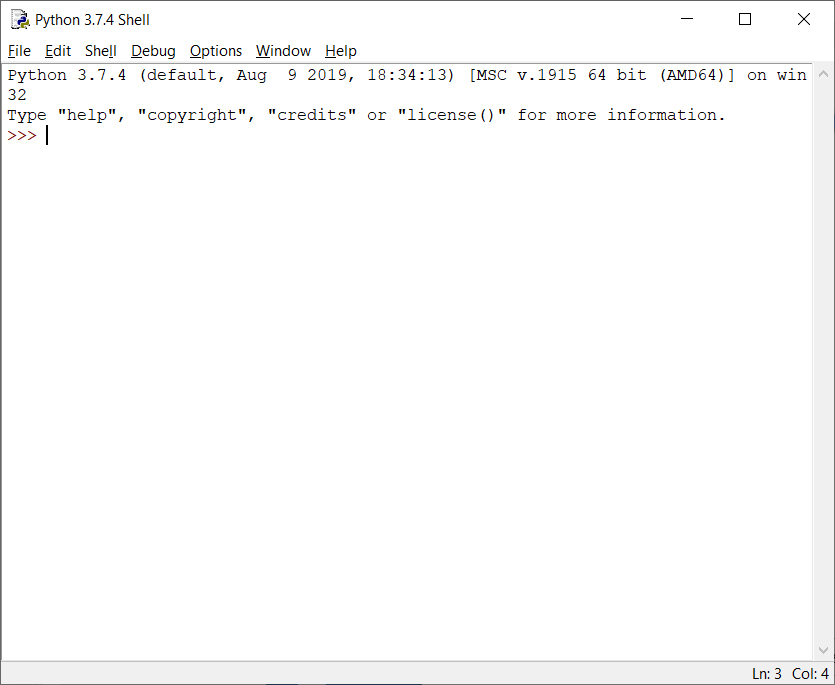 Python 3.7.4 Shell
File Edit Shell Debug Options Window Help
Python 3.7.4 (default, Aug  9 2019, 18:34:13) [MSC v.1915 64 bit (AMD64)] on win
32
Type "help", "copyright", "credits" or "license()" for more information.
>>>
Ln: 3 Col: 4